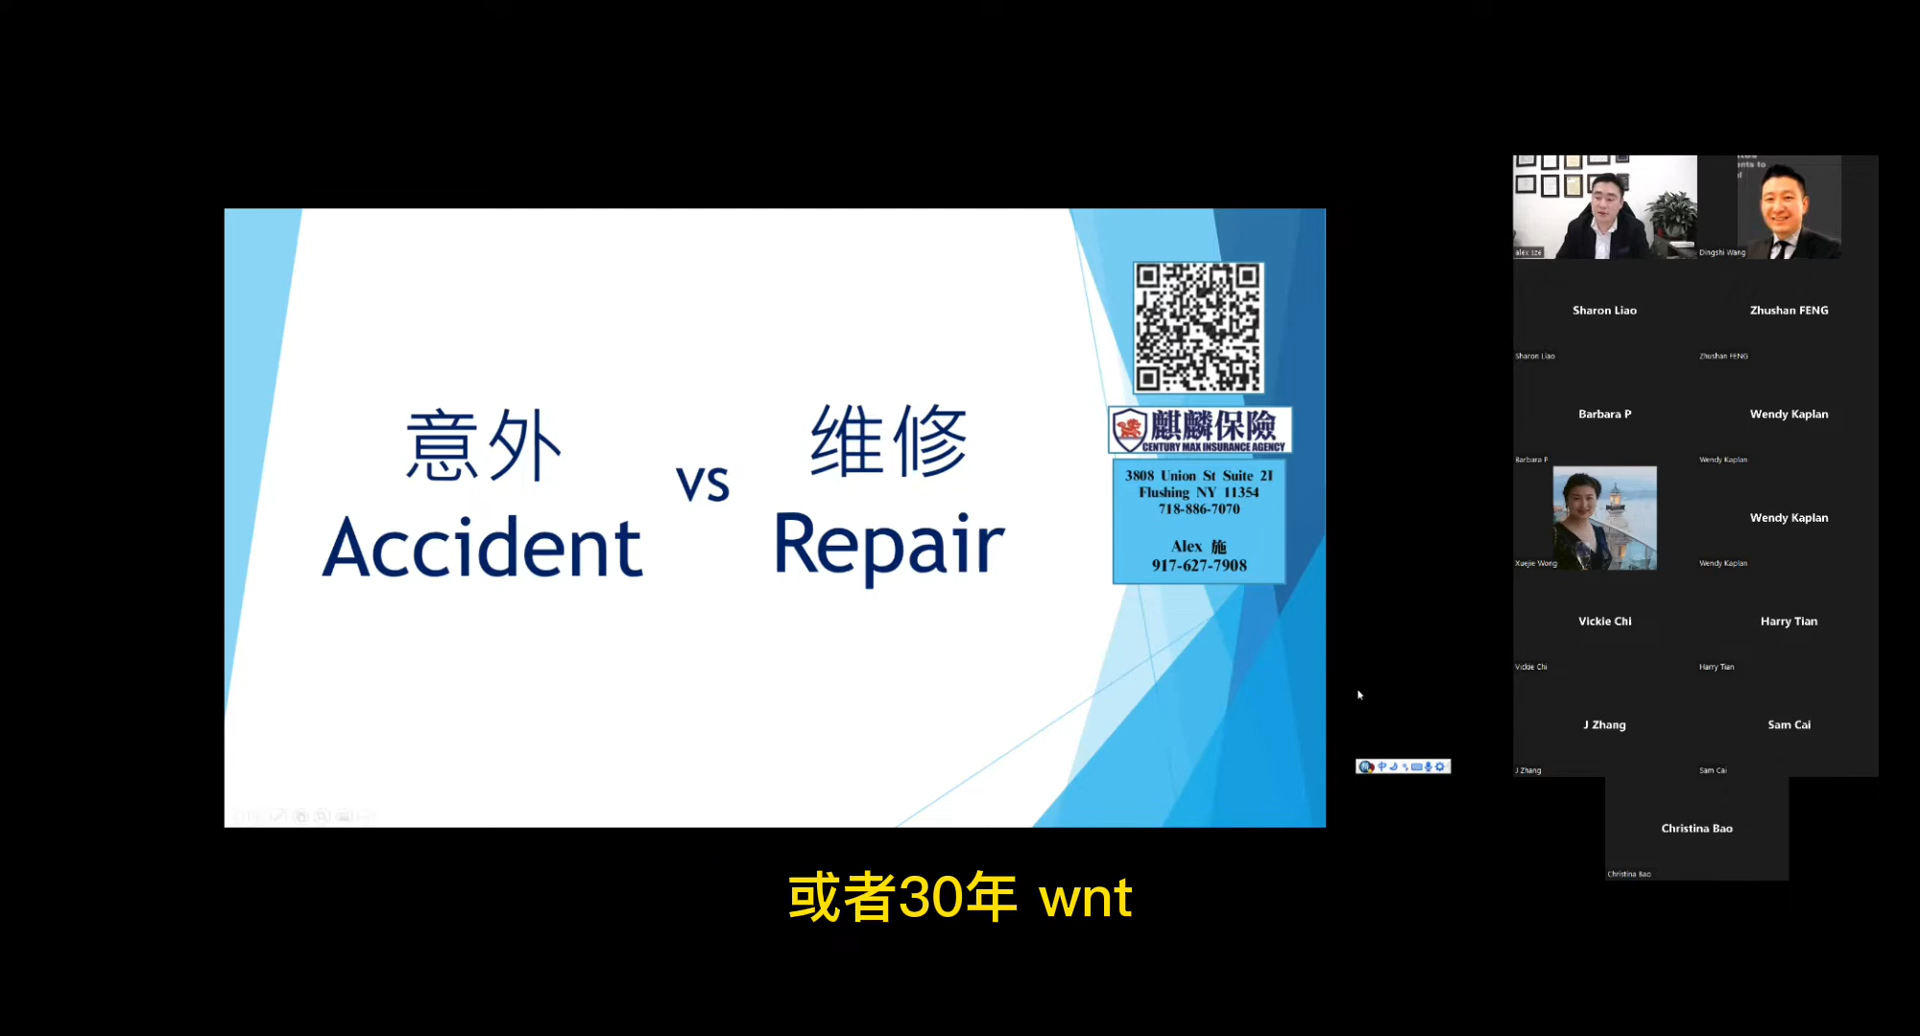 意外
Accident
vs
维修
Repair
麒麟保險
CENTURY MAX INSURANCE AGENCY
3808 Union St Suite 2I
Flushing NY 11354
718-886-7070
Alex 施
917-627-7908
alex sze
Dingshi Wang
Sharon Liao
Zhushan FENG
Sharon Liao
Zhushan FENG
Barbara P
Wendy Kaplan
Barbara P
Wendy Kaplan
Wendy Kaplan
Xuejie Wong
Wendy Kaplan
Vickie Chi
Harry Tian
Vickie Chi
Harry Tian
J Zhang
Sam Cai
J Zhang
Sam Cai
Christina Bao
Christina Bao
中
或者30年 wnt